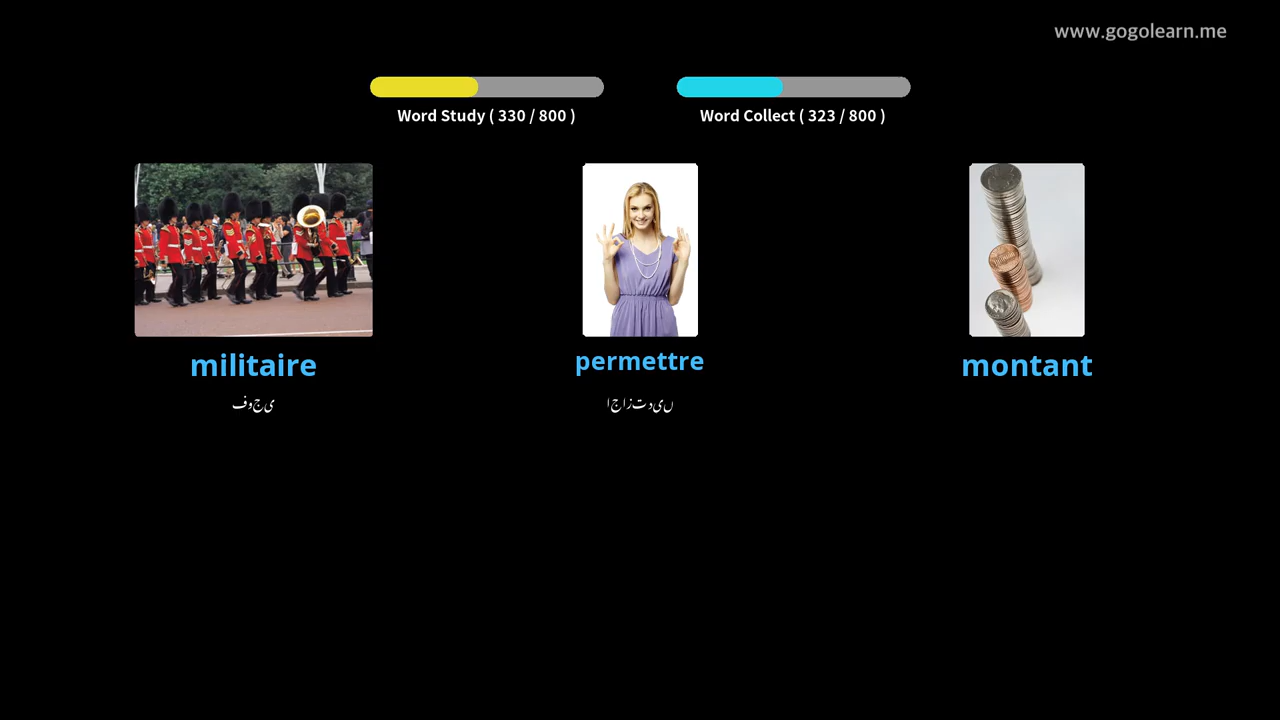 www.gogolearn.me
Word Study ( 330 / 800 )
Word Collect ( 323 / 800 )
militaire
permettre
montant
فوجی
اجازت دیں